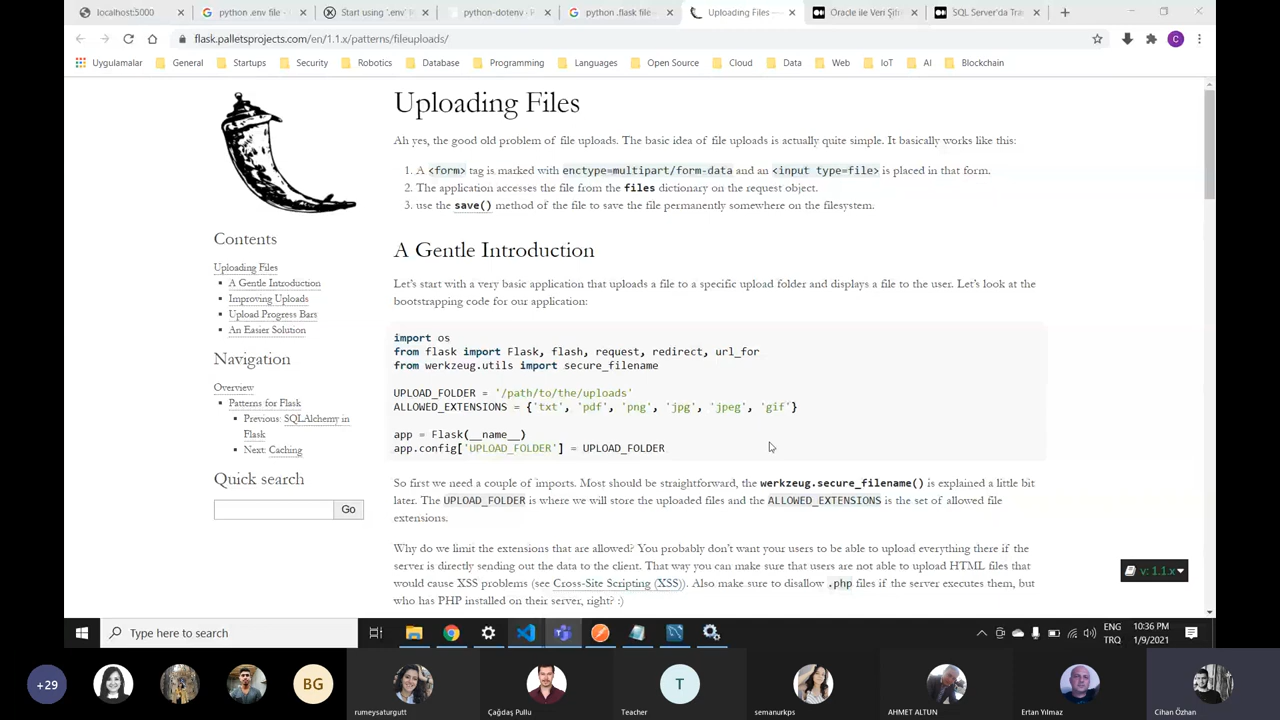 localhost:5000
python .env file -
Start using '.env'
python-dotenv
python .flask file
Uploading Files —
Oracle ile Veri Şifre
SQL Server'da Tra
flask.palletsprojects.com/en/1.1.x/patterns/fileuploads/
C
Uygulamalar
General
Startups
Security
Robotics
Database
Programming
Languages
Open Source
Cloud
Data
Web
IoT
AI
Blockchain
Uploading Files
Ah yes, the good old problem of file uploads. The basic idea of file uploads is actually quite simple. It basically works like this:
1. A <form> tag is marked with enctype=multipart/form-data and an <input type=file> is placed in that form.
2. The application accesses the file from the files dictionary on the request object.
3. use the save() method of the file to save the file permanently somewhere on the filesystem.
Contents
Uploading Files
A Gentle Introduction
Improving Uploads
Upload Progress Bars
An Easier Solution
Navigation
Overview
Patterns for Flask
Previous: SQLAlchemy in
Flask
Next: Caching
Quick search
Go
A Gentle Introduction
Let's start with a very basic application that uploads a file to a specific upload folder and displays a file to the user. Let's look at the
bootstrapping code for our application:
import os
from flask import Flask, flash, request, redirect, url_for
from werkzeug.utils import secure_filename
UPLOAD_FOLDER = '/path/to/the/uploads'
ALLOWED_EXTENSIONS = {'txt', 'pdf', 'png', 'jpg', 'jpeg', 'gif'}
app = Flask(__name__)
app.config['UPLOAD_FOLDER'] = UPLOAD_FOLDER
So first we need a couple of imports. Most should be straightforward, the werkzeug.secure_filename() is explained a little bit
later. The UPLOAD_FOLDER is where we will store the uploaded files and the ALLOWED_EXTENSIONS is the set of allowed file
extensions.
Why do we limit the extensions that are allowed? You probably don't want your users to be able to upload everything there if the
server is directly sending out the data to the client. That way you can make sure that users are not able to upload HTML files that
would cause XSS problems (see Cross-Site Scripting (XSS)). Also make sure to disallow .php files if the server executes them, but
who has PHP installed on their server, right? :)
v: 1.1.x
Type here to search
ENG
TRQ
10:36 PM
1/9/2021
+29
BG
rumeysaturgutt
Çağdaş Pullu
T
Teacher
semanurkps
AHMET ALTUN
Ertan Yılmaz
Cihan Özhan